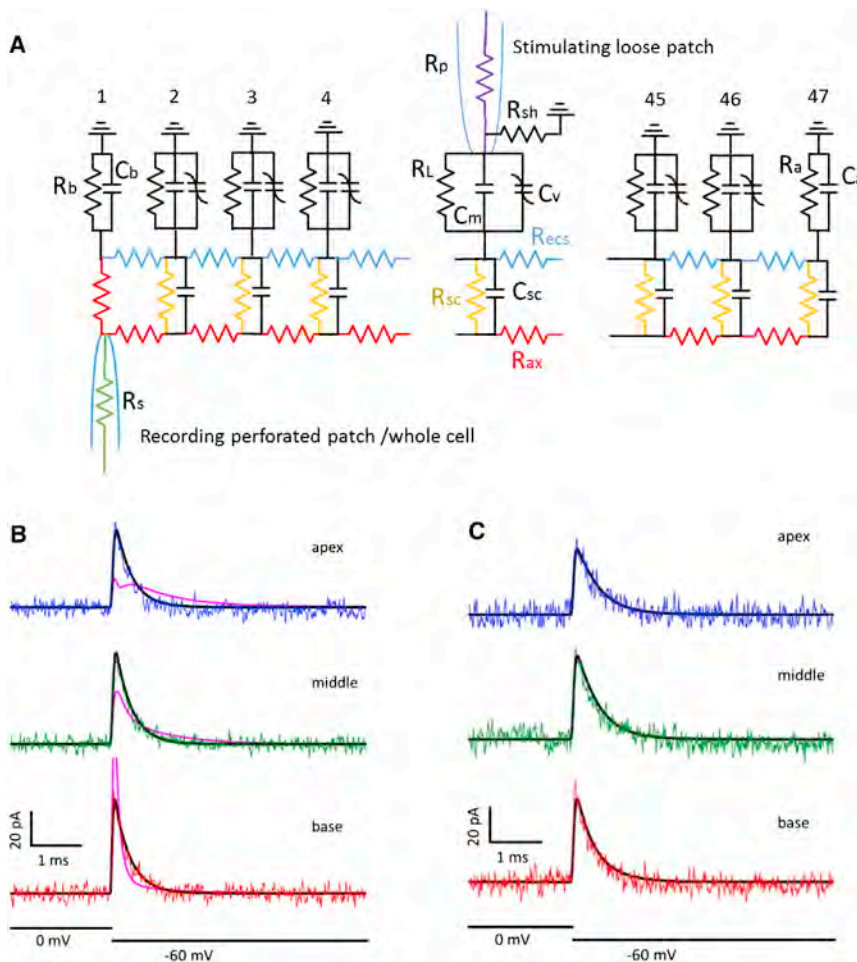 A
Stimulating loose patch
Rp
Rsh
1 2 3 4 45 46 47
Rb Cb RL Cm Cv Ra
Recs
Rsc Csc
Rax
Rs
Recording perforated patch /whole cell
B
apex
middle
base
20 pA
1 ms
0 mV
-60 mV
C
apex
middle
base
20 pA
1 ms
0 mV
-60 mV